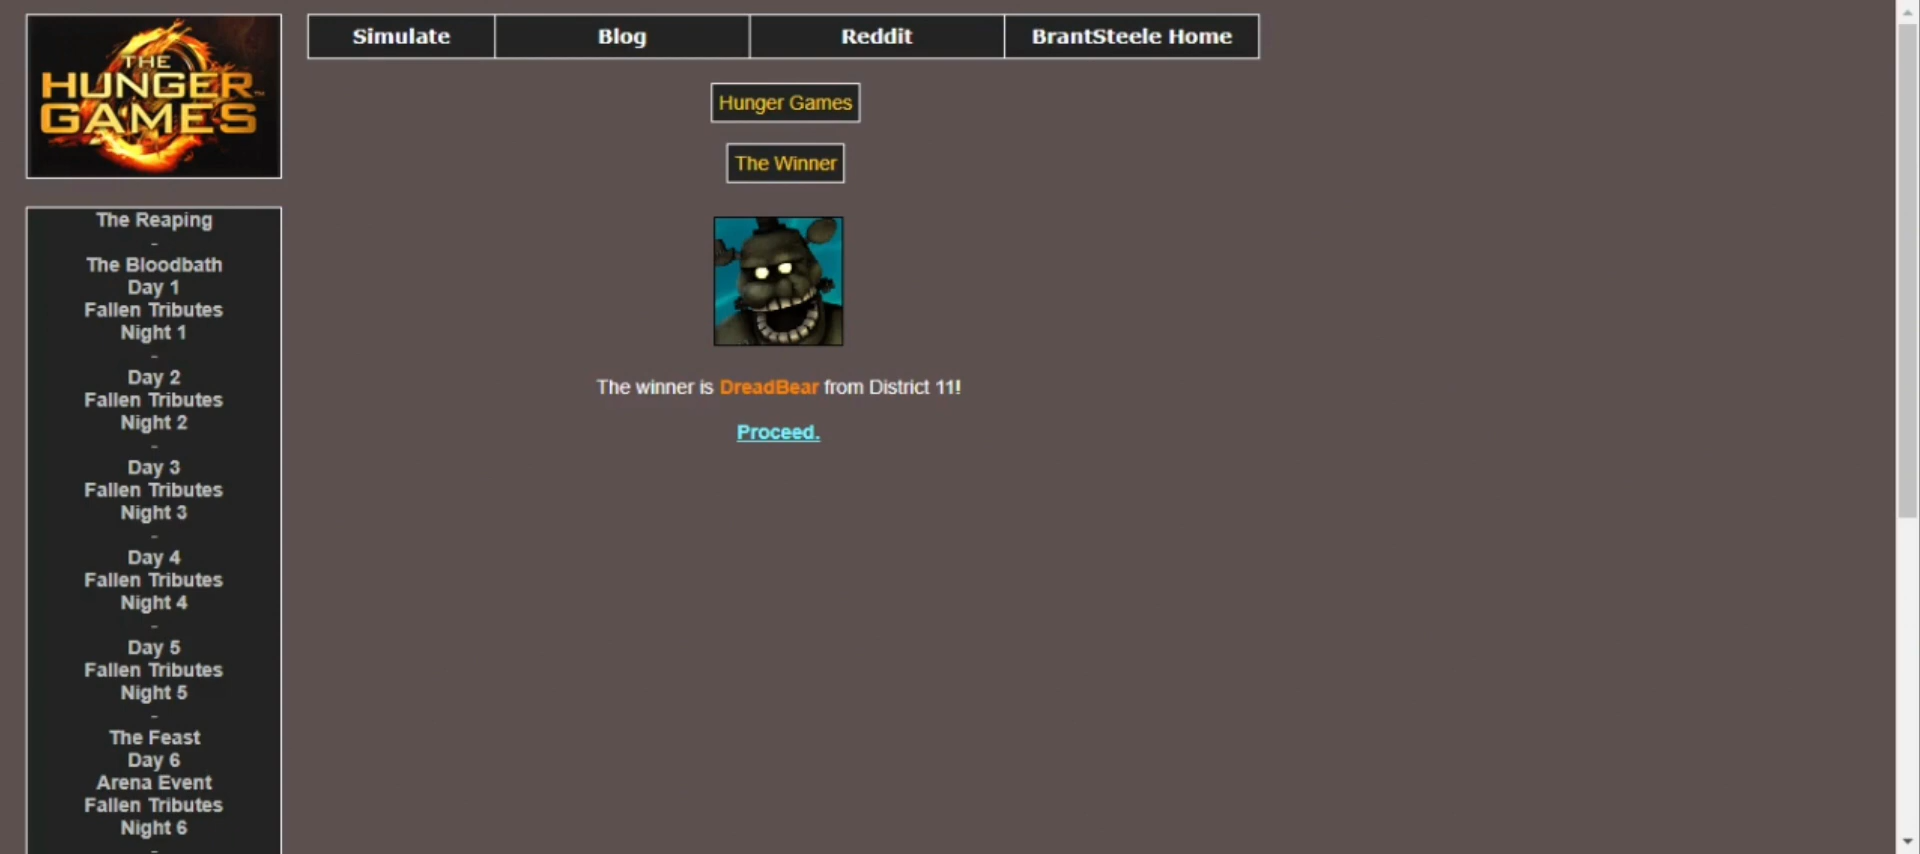 THE
HUNGER
GAMES
Simulate
Blog
Reddit
BrantSteele Home
Hunger Games
The Winner
The winner is DreadBear from District 11!
Proceed.
The Reaping
-
The Bloodbath
Day 1
Fallen Tributes
Night 1
-
Day 2
Fallen Tributes
Night 2
-
Day 3
Fallen Tributes
Night 3
-
Day 4
Fallen Tributes
Night 4
-
Day 5
Fallen Tributes
Night 5
-
The Feast
Day 6
Arena Event
Fallen Tributes
Night 6
-